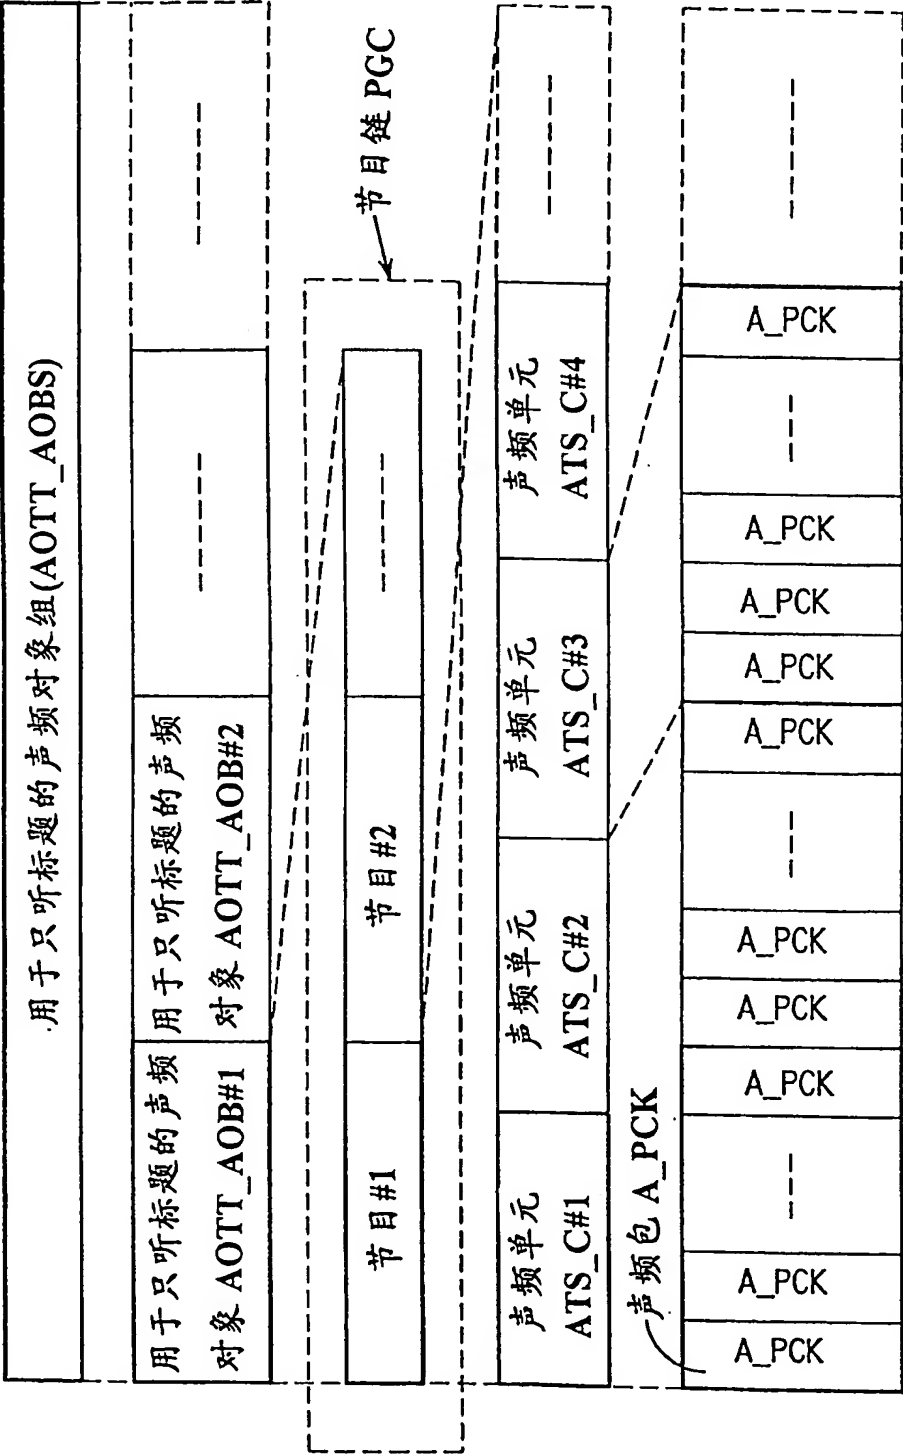 用于只听标题的声频对象组(AOTT_AOBS)
用于只听标题的声频
对象 AOTT_AOB#1
用于只听标题的声频
对象 AOTT_AOB#2
节目链 PGC
节目#1
节目#2
声频单元
ATS_C#1
声频单元
ATS_C#2
声频单元
ATS_C#3
声频单元
ATS_C#4
声频包 A_PCK
A_PCK
A_PCK
A_PCK
A_PCK
A_PCK
A_PCK
A_PCK
A_PCK
A_PCK
A_PCK